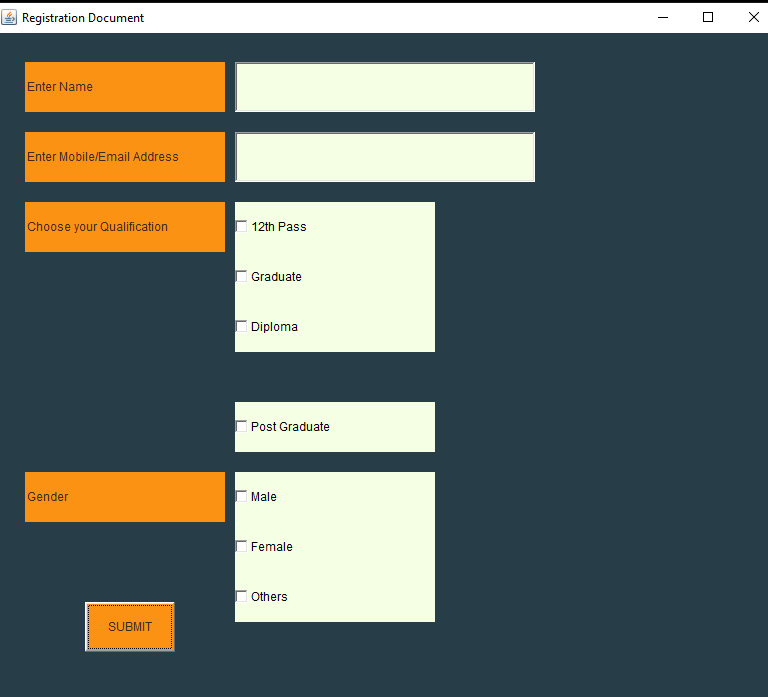 Registration Document
Enter Name
Enter Mobile/Email Address
Choose your Qualification
12th Pass
Graduate
Diploma
Post Graduate
Gender
Male
Female
Others
SUBMIT